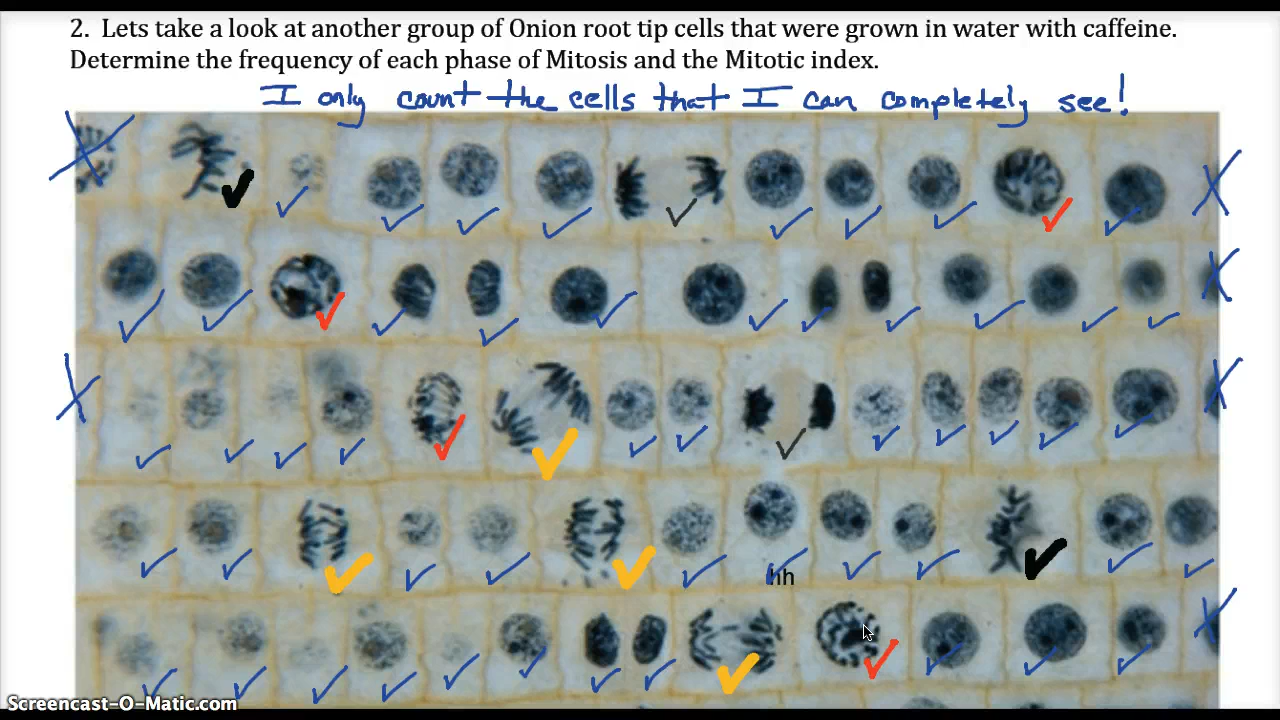 2. Lets take a look at another group of Onion root tip cells that were grown in water with caffeine.
Determine the frequency of each phase of Mitosis and the Mitotic index.
I only count the cells that I can completely see!
hh
Screencast-O-Matic.com